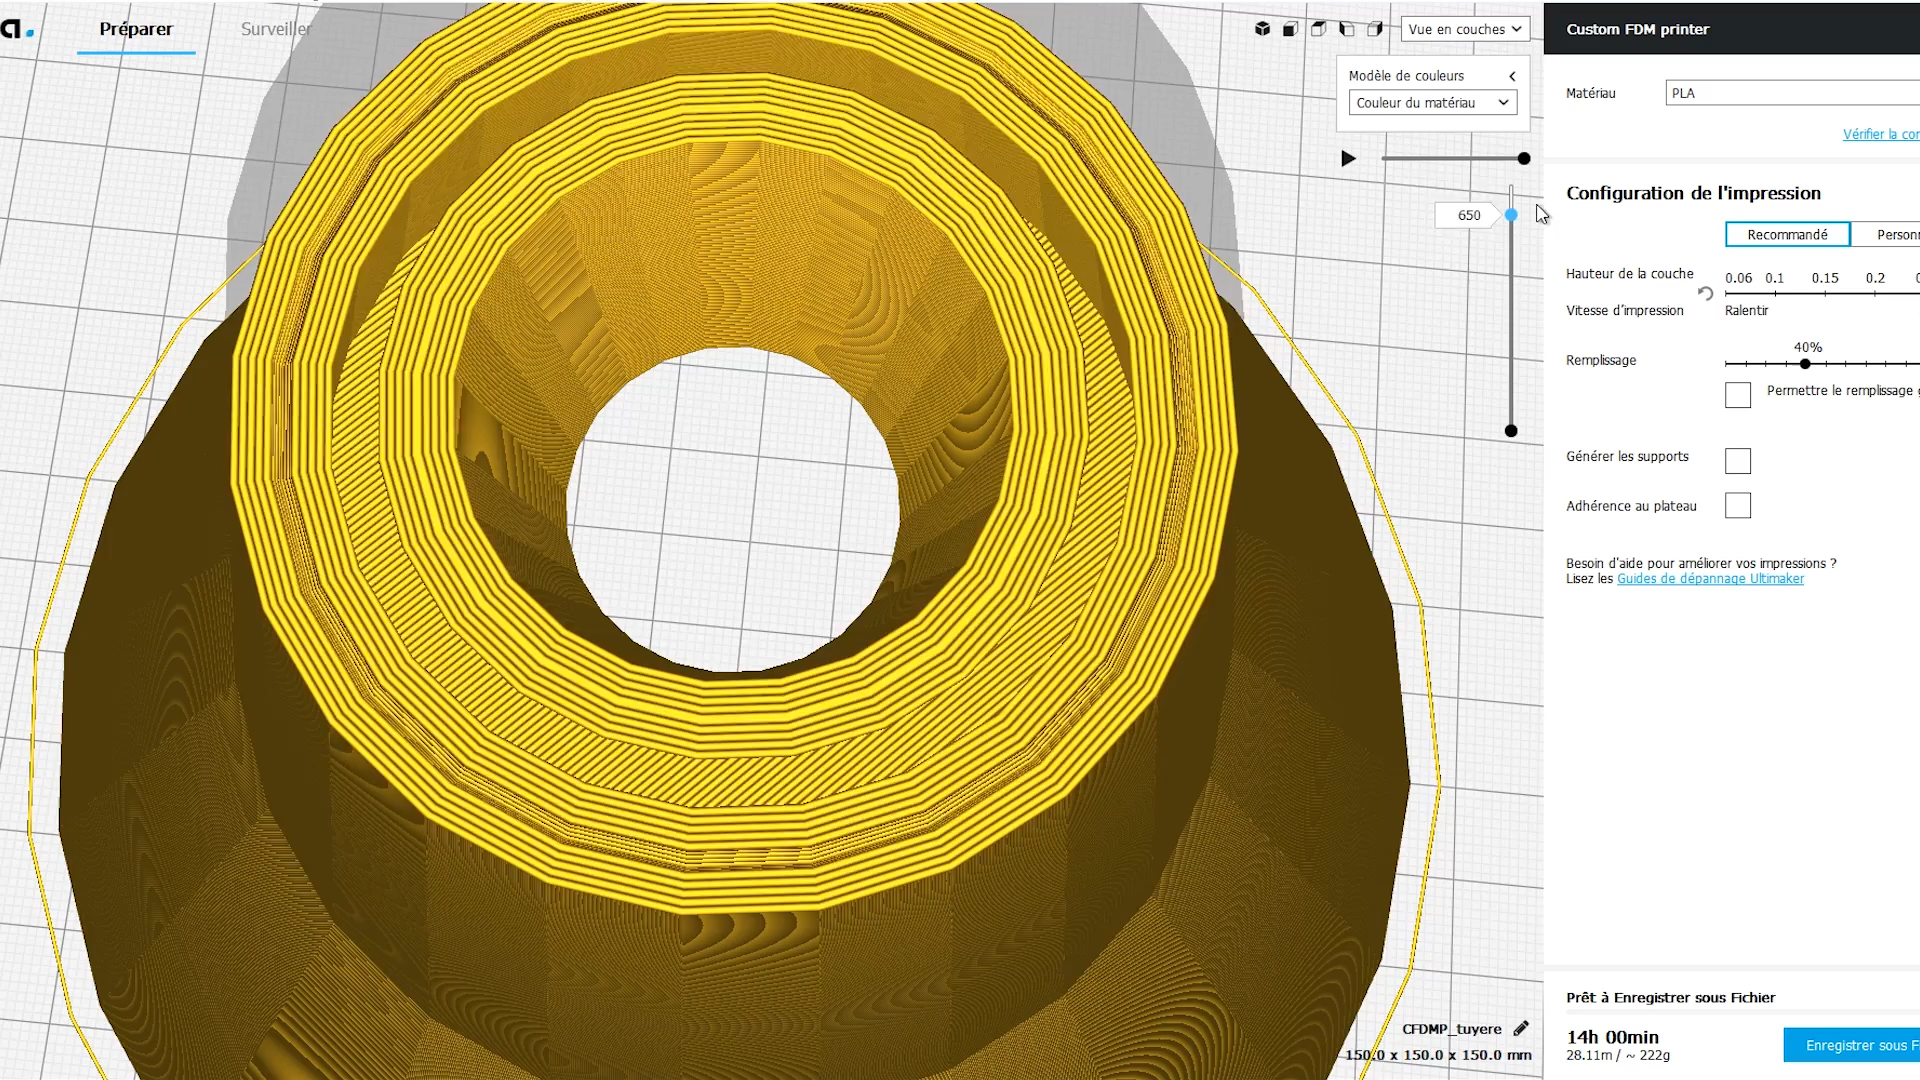 a.
Préparer
Surveiller
Vue en couches
Custom FDM printer
Modèle de couleurs
Couleur du matériau
Matériau
PLA
Vérifier la
Configuration de l'impression
650
Recommandé
Hauteur de la couche
0.06 0.1 0.15 0.2
Vitesse d'impression
Ralentir
40%
Remplissage
Permettre le remplissage
Générer les supports
Adhérence au plateau
Besoin d'aide pour améliorer vos impressions ?
Lisez les Guides de dépannage Ultimaker
CFDMP_tuyere
150.0 x 150.0 x 150.0 mm
Prêt à Enregistrer sous Fichier
14h 00min
28.11m / ~ 222g
Enregistrer sous